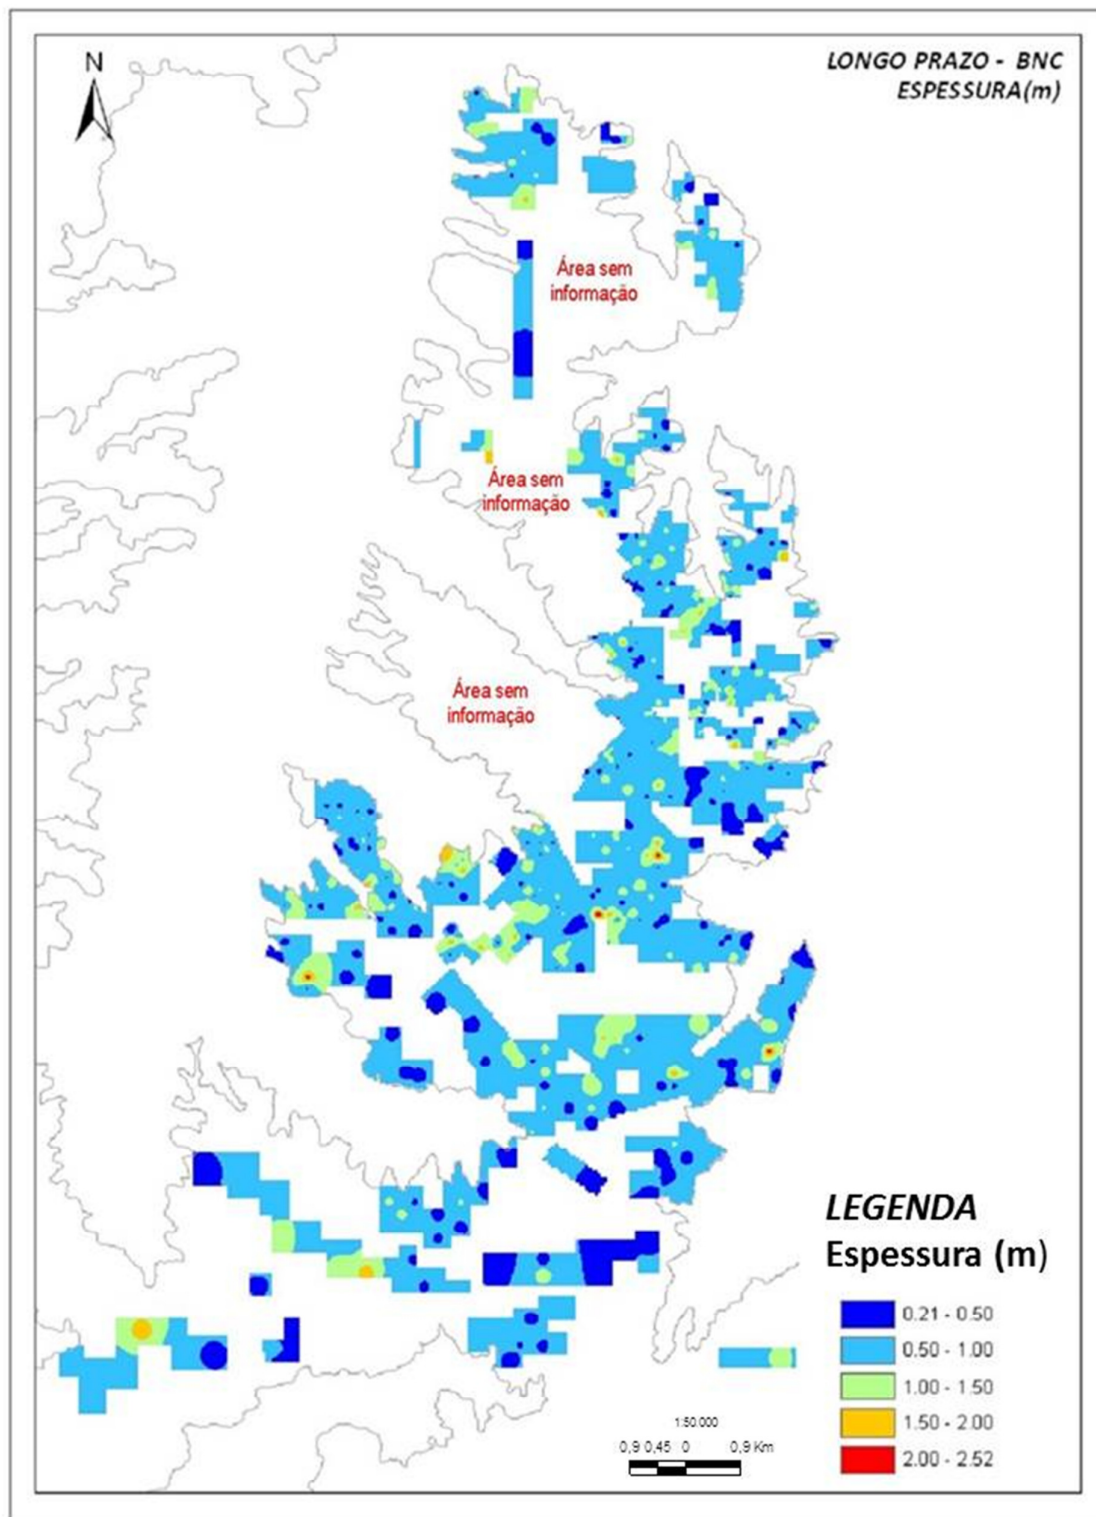 LONGO PRAZO - BNC
ESPESSURA(m)
N
Área sem
informação
Área sem
informação
Área sem
informação
LEGENDA
Espessura (m)
0.21 - 0.50
0.50 - 1.00
1.00 - 1.50
1.50 - 2.00
2.00 - 2.52
1:50.000
0,9 0,45 0 0,9 Km